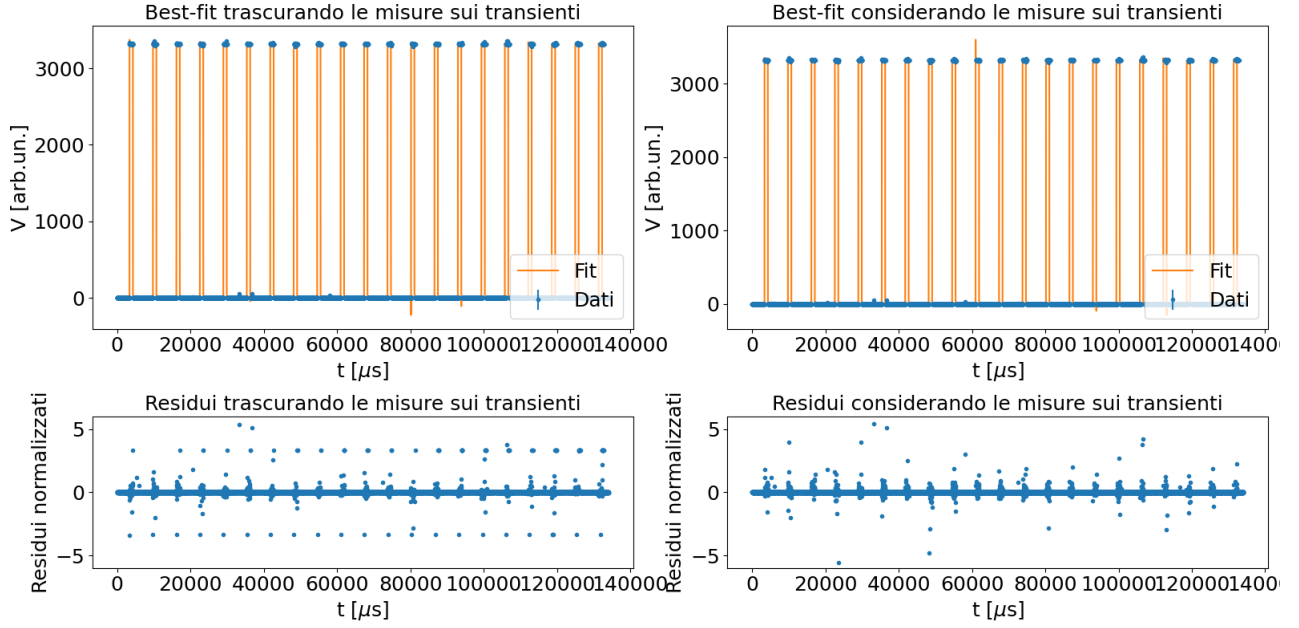 Best-fit trascurando le misure sui transienti
V [arb.un.]
3000
2000
1000
0
Fit
Dati
0 20000 40000 60000 80000 100000 120000 140000
t [μs]
Best-fit considerando le misure sui transienti
V [arb.un.]
3000
2000
1000
0
Fit
Dati
0 20000 40000 60000 80000 100000 120000 14000
t [μs]
Residui trascurando le misure sui transienti
Residui normalizzati
5
0
−5
0 20000 40000 60000 80000 100000 120000 140000
t [μs]
Residui considerando le misure sui transienti
Residui normalizzati
5
0
−5
0 20000 40000 60000 80000 100000 120000 14000
t [μs]